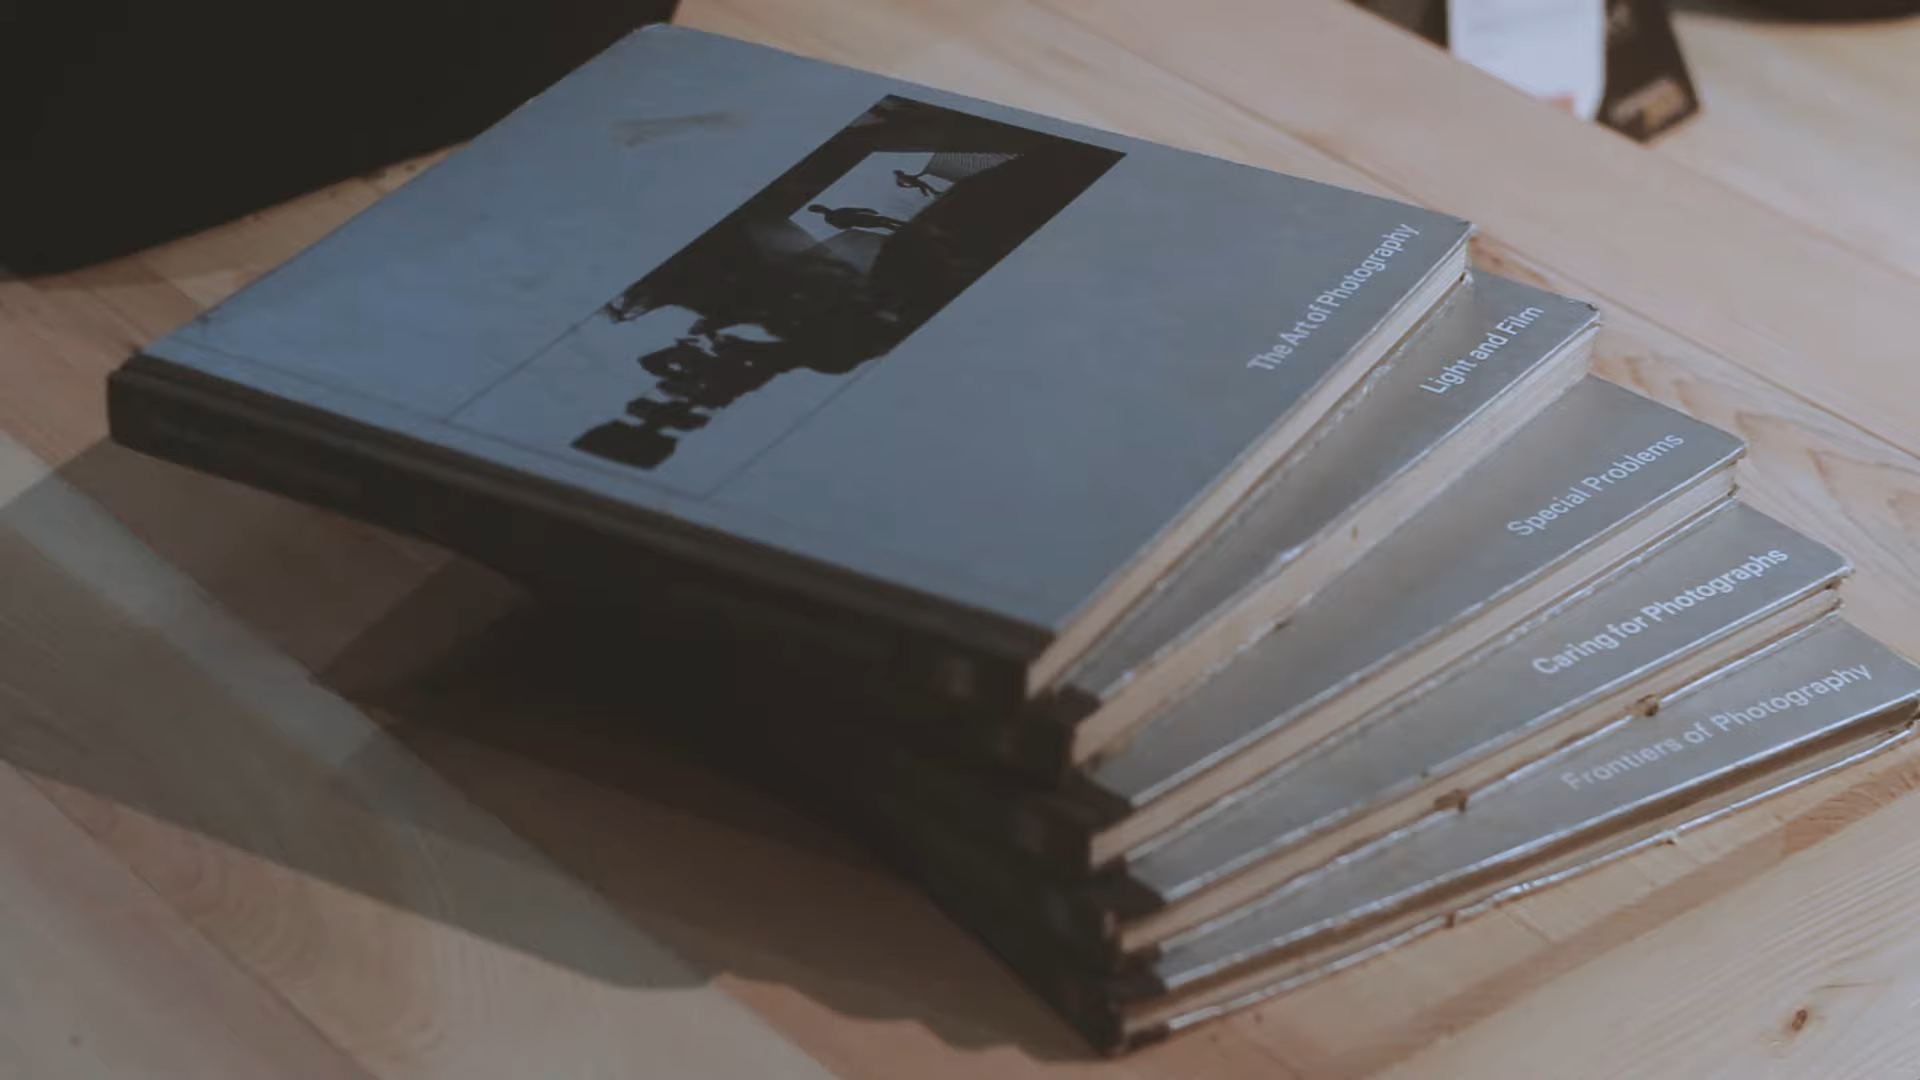 The Art of Photography
Light and Film
Special Problems
Caring for Photographs
Frontiers of Photography